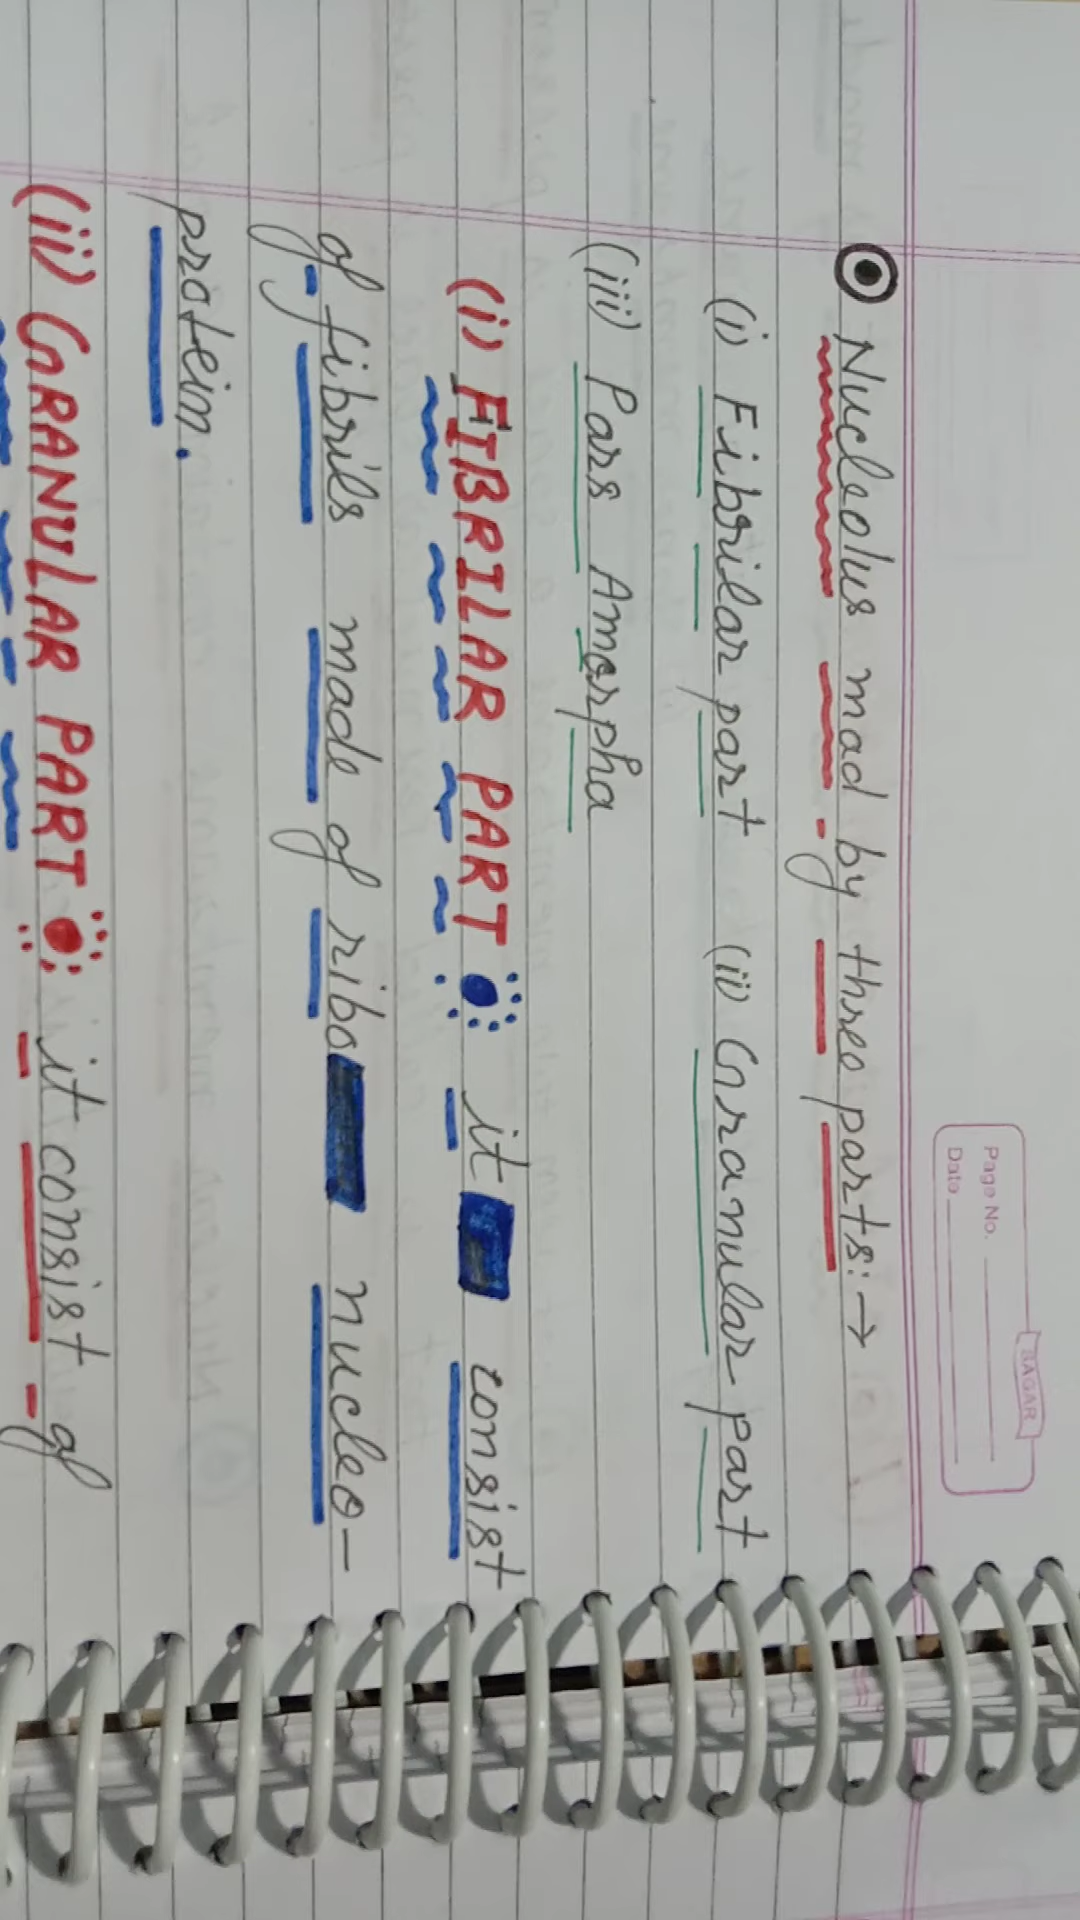 SAGAR
Page No.
Date
Nucleolus mad by three parts:→
(i) Fibrilar part (ii) Granular part
(iii) Pars Amorpha
(i) FIBRILAR PART : it consist
of fibrils made of ribo nucleo-
protein.
(ii) GRANULAR PART : it consist of